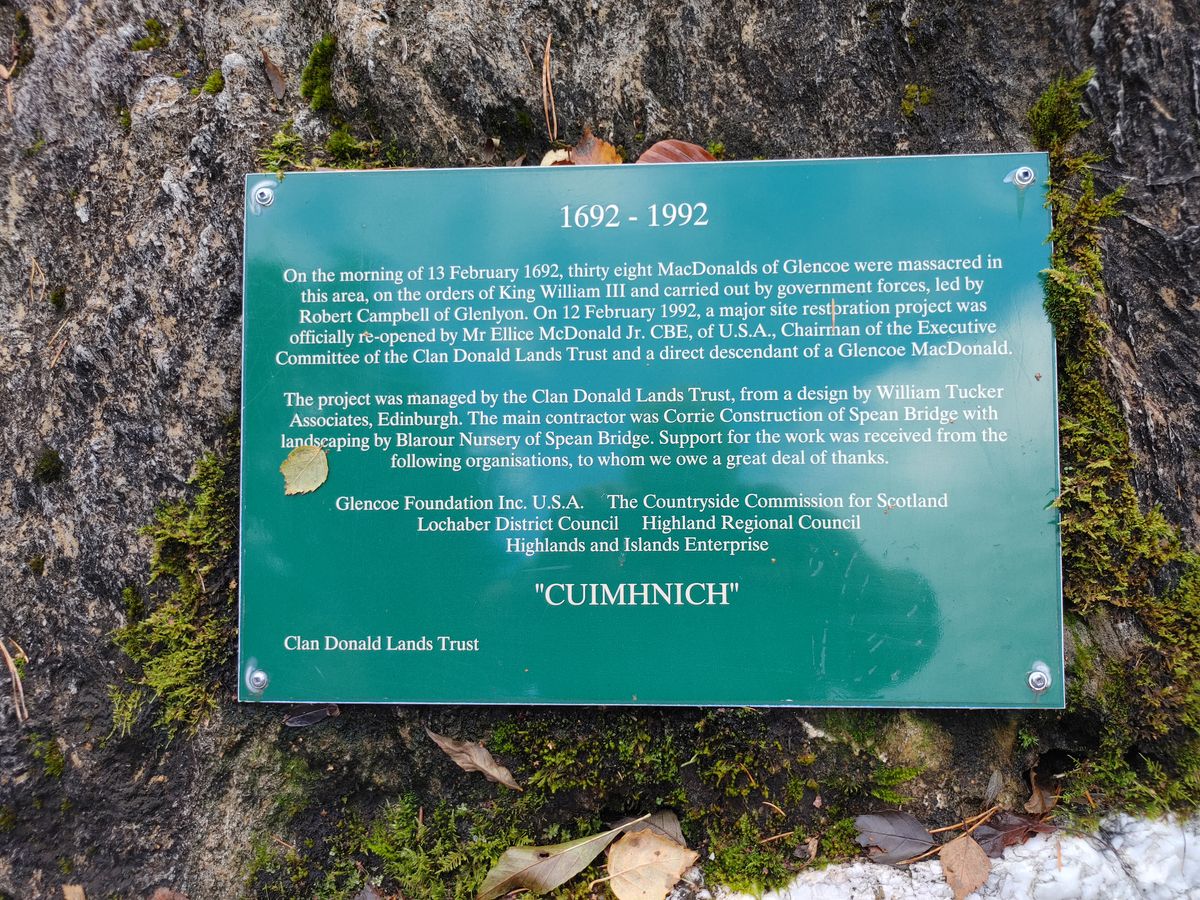 1692 - 1992
On the morning of 13 February 1692, thirty eight MacDonalds of Glencoe were massacred in
this area, on the orders of King William III and carried out by government forces, led by
Robert Campbell of Glenlyon. On 12 February 1992, a major site restoration project was
officially re-opened by Mr Ellice McDonald Jr. CBE, of U.S.A., Chairman of the Executive
Committee of the Clan Donald Lands Trust and a direct descendant of a Glencoe MacDonald.
The project was managed by the Clan Donald Lands Trust, from a design by William Tucker
Associates, Edinburgh. The main contractor was Corrie Construction of Spean Bridge with
landscaping by Blarour Nursery of Spean Bridge. Support for the work was received from the
following organisations, to whom we owe a great deal of thanks.
Glencoe Foundation Inc. U.S.A. The Countryside Commission for Scotland
Lochaber District Council Highland Regional Council
Highlands and Islands Enterprise
"CUIMHNICH"
Clan Donald Lands Trust